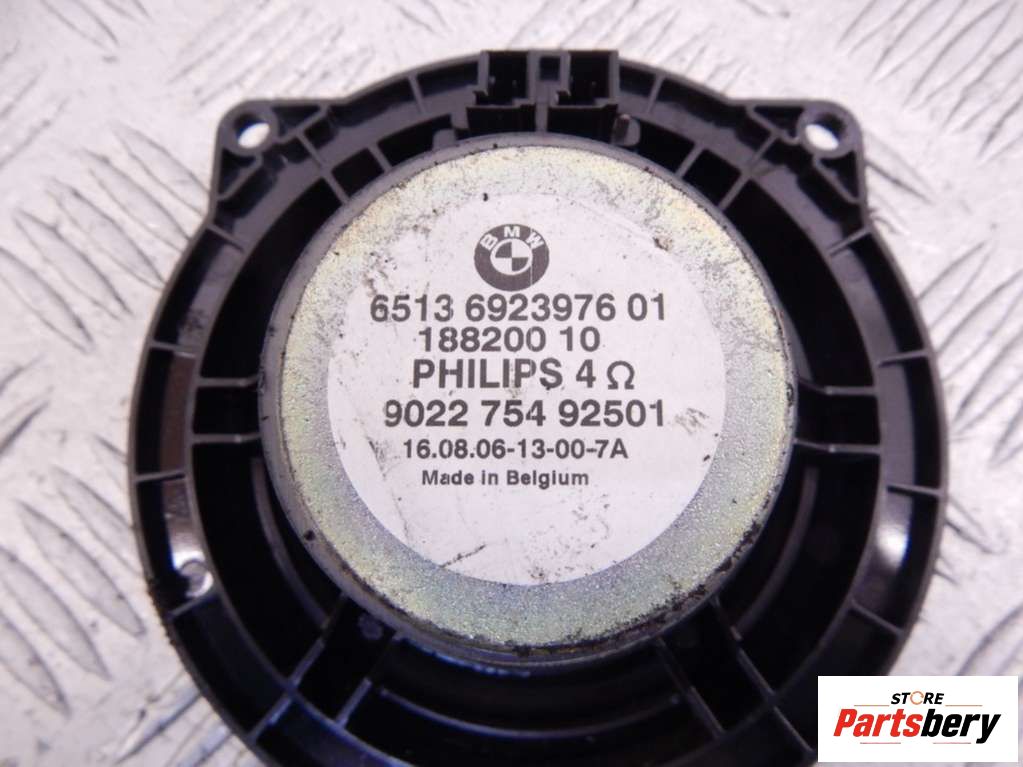 BMW
6513 6923976 01
188200 10
PHILIPS 4 Ω
9022 754 92501
16.08.06-13-00-7A
Made in Belgium
STORE
Partsbery